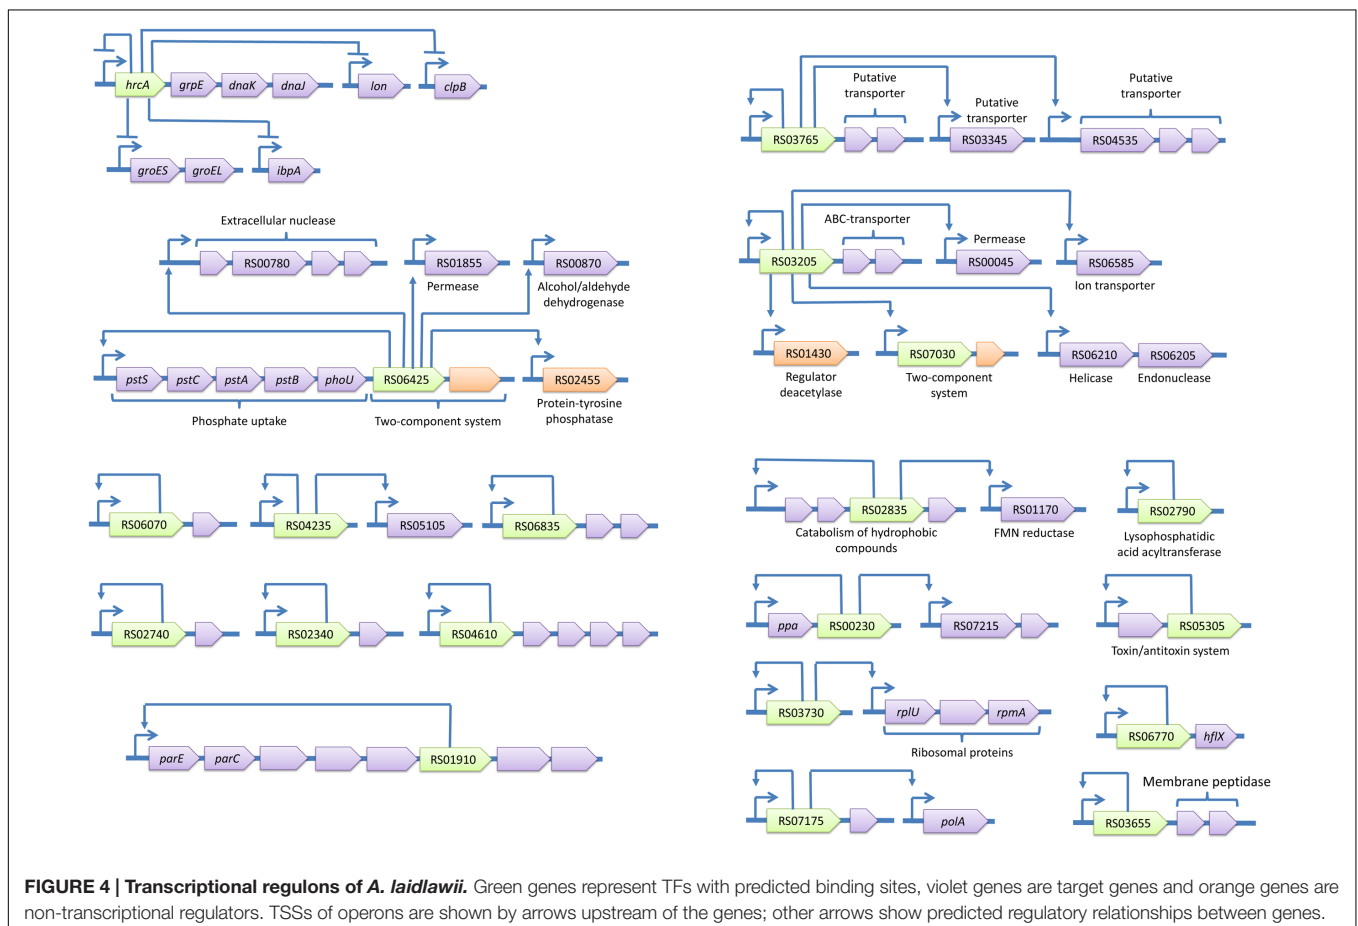 hrcA grpE dnaK dnaJ lon clpB
groES groEL ibpA
Extracellular nuclease
RS00780 RS01855 RS00870
Permease Alcohol/aldehyde
dehydrogenase
pstS pstC pstA pstB phoU RS06425 RS02455
Phosphate uptake Two-component system Protein-tyrosine
phosphatase
RS06070 RS04235 RS05105 RS06835
RS02740 RS02340 RS04610
parE parC RS01910
Putative
transporter
Putative
transporter
Putative
transporter
RS03765 RS03345 RS04535
ABC-transporter
Permease
RS03205 RS00045 RS06585
Ion transporter
RS01430 RS07030 RS06210 RS06205
Regulator
deacetylase
Two-component
system
Helicase Endonuclease
RS02835 RS01170 RS02790
Catabolism of hydrophobic
compounds
FMN reductase
Lysophosphatidic
acid acyltransferase
ppa RS00230 RS07215 RS05305
Toxin/antitoxin system
RS03730 rplU rpmA
Ribosomal proteins
RS06770 hflX
Membrane peptidase
RS07175 polA RS03655
FIGURE 4 | Transcriptional regulons of A. laidlawii. Green genes represent TFs with predicted binding sites, violet genes are target genes and orange genes are
non-transcriptional regulators. TSSs of operons are shown by arrows upstream of the genes; other arrows show predicted regulatory relationships between genes.